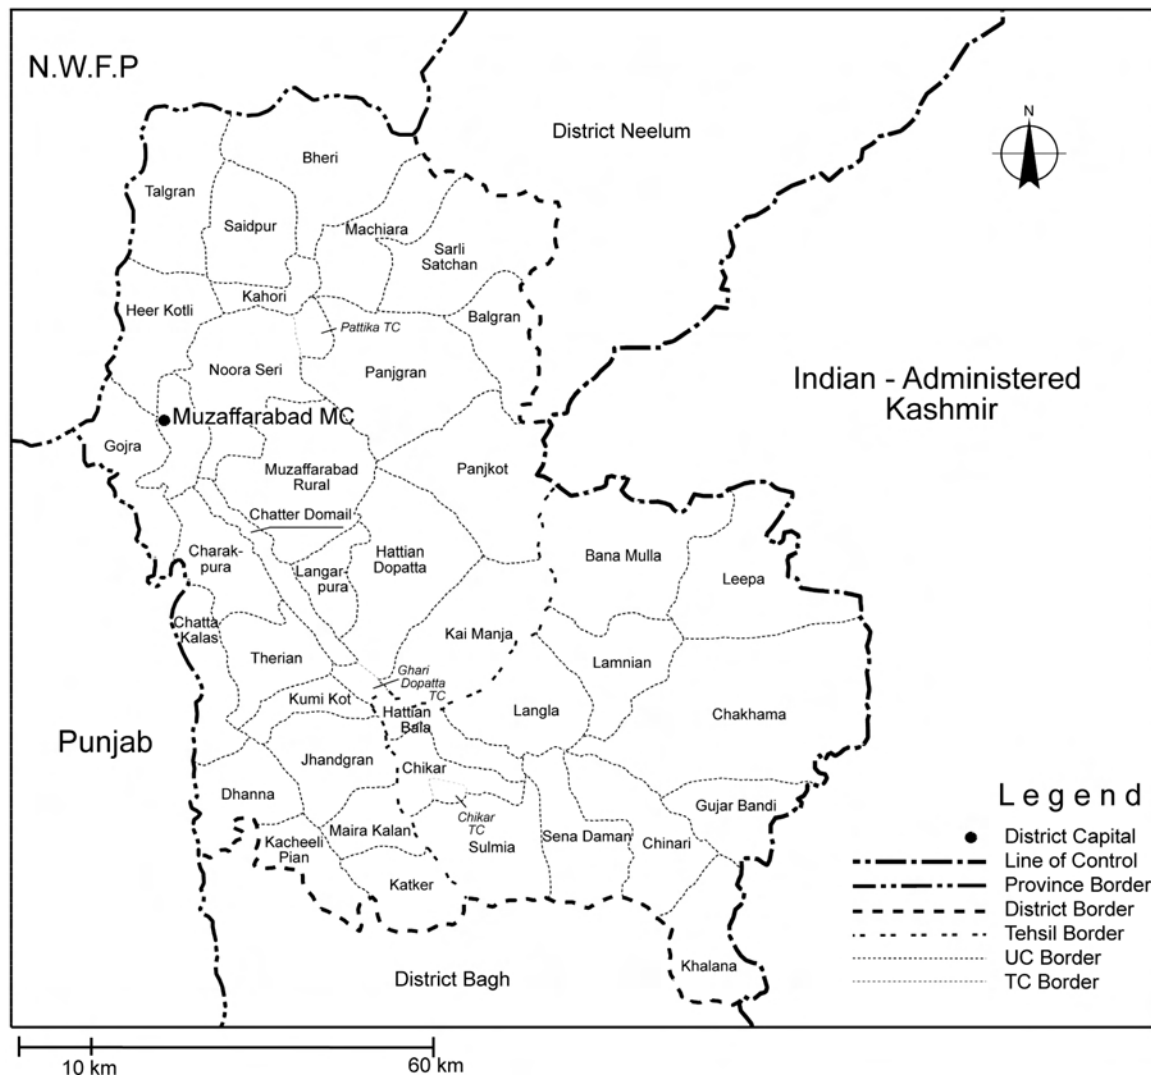 N.W.F.P
District Neelum
N
Bheri
Talgran
Saidpur
Machiara
Sarli
Satchan
Kahori
Heer Kotli
Pattika TC
Balgran
Noora Seri
Panjgran
Indian - Administered
Kashmir
Muzaffarabad MC
Gojra
Muzaffarabad
Rural
Panjkot
Chatter Domail
Charak-
pura
Hattian
Dopatta
Langar-
pura
Bana Mulla
Leepa
Chatta
Kalas
Kai Manja
Therian
Lamnian
Ghari
Dopatta
TC
Kumi Kot
Hattian
Bala
Langla
Chakhama
Punjab
Jhandgran
Chikar
Dhanna
Chikar
TC
Gujar Bandi
Kacheeli
Pian
Maira Kalan
Sulmia
Sena Daman
Chinari
Katker
Khalana
District Bagh
Legend
District Capital
Line of Control
Province Border
District Border
Tehsil Border
UC Border
TC Border
10 km
60 km